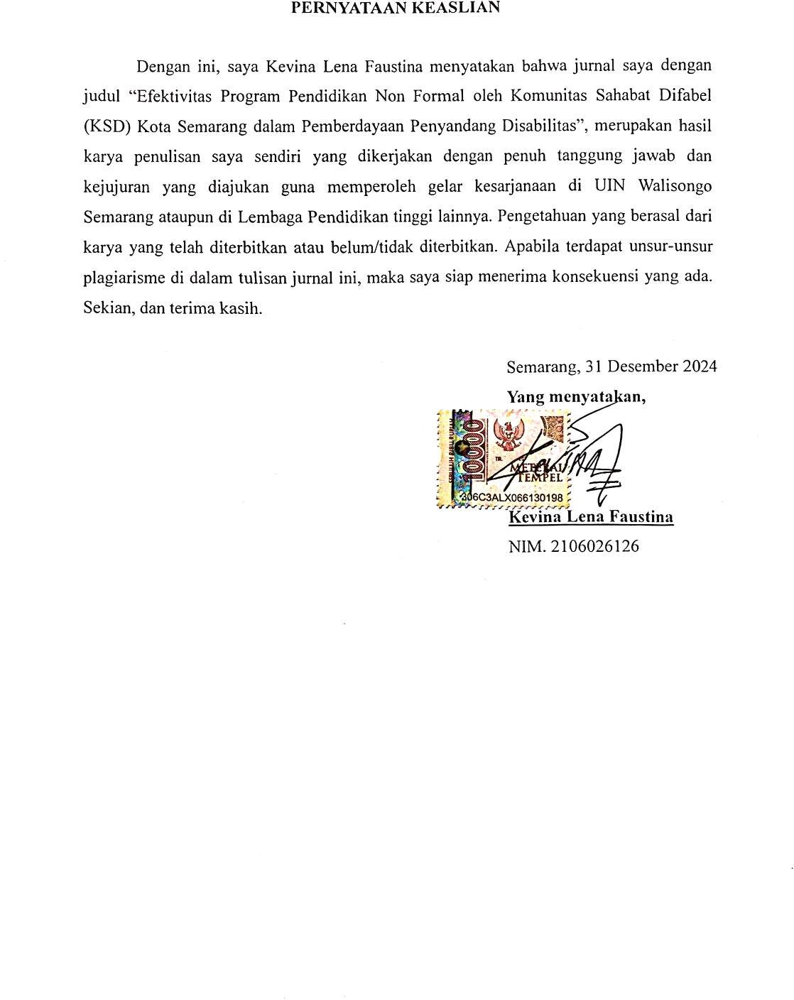 PERNYATAAN KEASLIAN
Dengan ini, saya Kevina Lena Faustina menyatakan bahwa jurnal saya dengan
judul “Efektivitas Program Pendidikan Non Formal oleh Komunitas Sahabat Difabel
(KSD) Kota Semarang dalam Pemberdayaan Penyandang Disabilitas”, merupakan hasil
karya penulisan saya sendiri yang dikerjakan dengan penuh tanggung jawab dan
kejujuran yang diajukan guna memperoleh gelar kesarjanaan di UIN Walisongo
Semarang ataupun di Lembaga Pendidikan tinggi lainnya. Pengetahuan yang berasal dari
karya yang telah diterbitkan atau belum/tidak diterbitkan. Apabila terdapat unsur-unsur
plagiarisme di dalam tulisan jurnal ini, maka saya siap menerima konsekuensi yang ada.
Sekian, dan terima kasih.
Semarang, 31 Desember 2024
Yang menyatakan,
SEPULUH RIBU RUPIAH
10000
TGL.
METERAI
TEMPEL
306C3ALX066130198
Kevina Lena Faustina
NIM. 2106026126